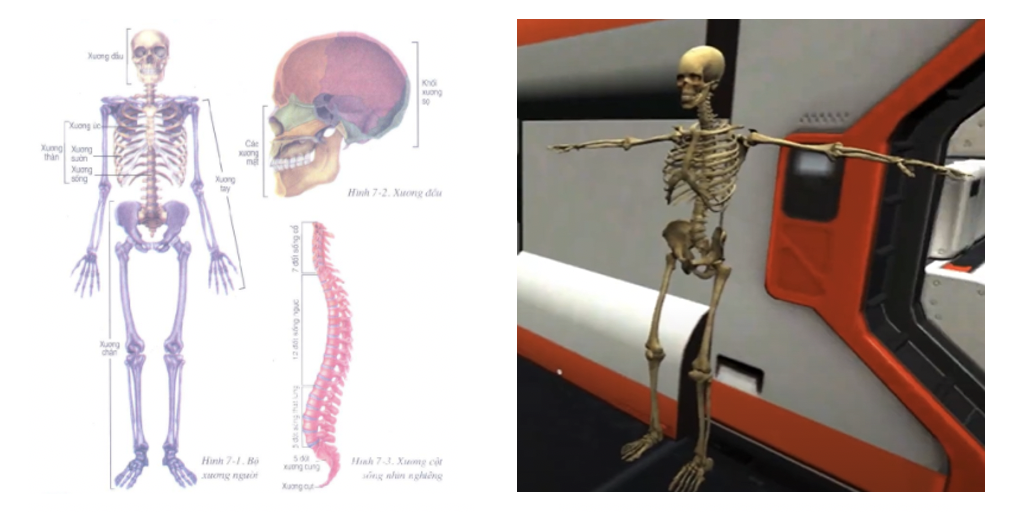 Xương đầu
Xương ức
Xương
thân
Xương
sườn
Xương
sống
Xương
tay
Xương
chân
Hình 7-1. Bộ
xương người
Khối
xương
sọ
Các
xương
mặt
Hình 7-2. Xương đầu
7 đốt sống cổ
12 đốt sống ngực
5 đốt sống thắt lưng
5 đốt
xương cùng
Xương cụt
Hình 7-3. Xương cột
sống nhìn nghiêng